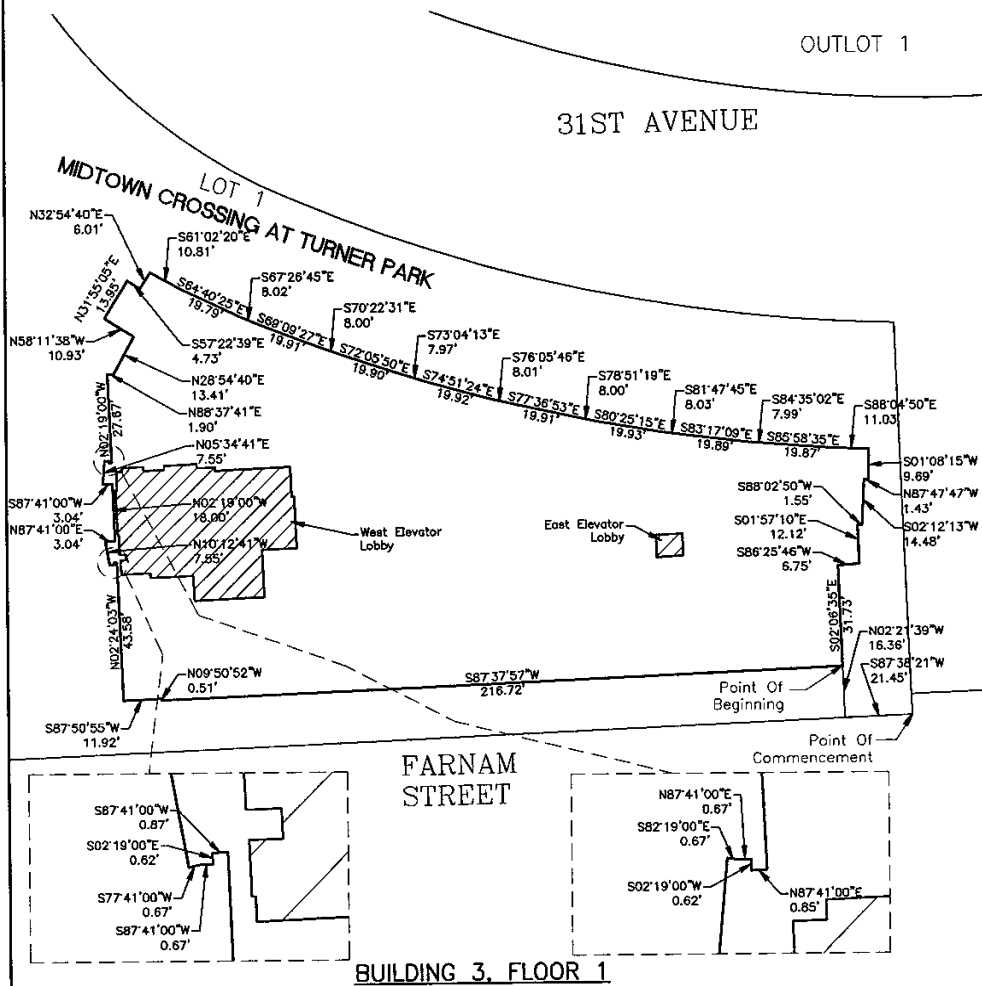 OUTLOT 1
31ST AVENUE
LOT 1
MIDTOWN CROSSING AT TURNER PARK
N32°54'40"E
6.01'
S61°02'20"E
10.81'
N31°55'05"E
13.95'
S64°40'25"E
19.79'
S67°26'45"E
8.02'
S69°09'27"E
19.91'
S70°22'31"E
8.00'
S72°05'50"E
19.90'
S73°04'13"E
7.97'
S74°51'24"E
19.92'
S76°05'46"E
8.01'
S77°36'53"E
19.91'
S78°51'19"E
8.00'
S80°25'15"E
19.93'
S81°47'45"E
8.03'
S83°17'09"E
19.89'
S84°35'02"E
7.99'
S85°58'35"E
19.87'
S88°04'50"E
11.03
N58°11'38"W
10.93'
S57°22'39"E
4.73'
N28°54'40"E
13.41'
N88°37'41"E
1.90'
N02°19'00"W
27.67'
N05°34'41"E
7.55'
S87°41'00"W
3.04'
N02°19'00"W
18.00'
N87°41'00"E
3.04'
N10°12'41"W
7.55'
West Elevator
Lobby
East Elevator
Lobby
S01°08'15"W
9.69'
N87°47'47"W
1.43'
S88°02'50"W
1.55'
S02°12'13"W
14.48'
S01°57'10"E
12.12'
S86°25'46"W
6.75'
S02°06'35"E
31.73'
N02°24'03"W
43.58'
N02°21'39"W
16.36'
S87°38'21"W
21.45'
N09°50'52"W
0.51'
S87°37'57"W
216.72'
Point Of
Beginning
S87°50'55"W
11.92'
Point Of
Commencement
FARNAM
STREET
S87°41'00"W
0.87'
S02°19'00"E
0.62'
S77°41'00"W
0.67'
S87°41'00"W
0.67'
N87°41'00"E
0.67'
S82°19'00"E
0.67'
S02°19'00"W
0.62'
N87°41'00"E
0.85'
BUILDING 3, FLOOR 1